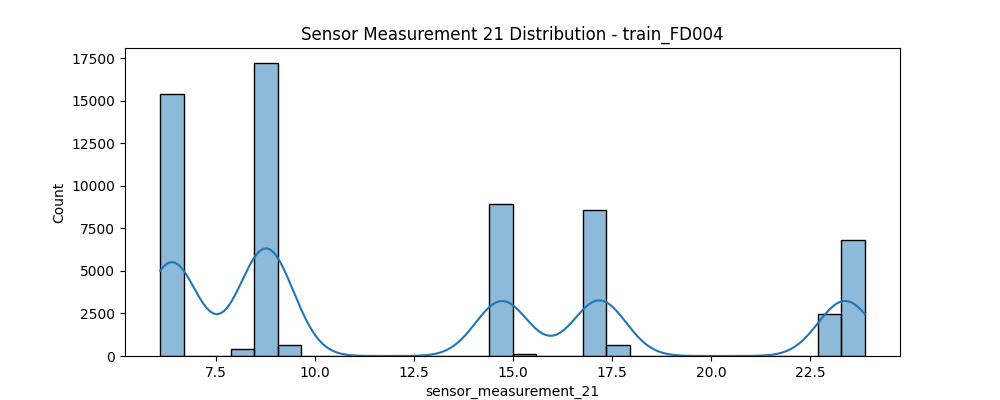 Sensor Measurement 21 Distribution - train_FD004
17500
15000
12500
10000
7500
5000
2500
0
Count
7.5 10.0 12.5 15.0 17.5 20.0 22.5
sensor_measurement_21